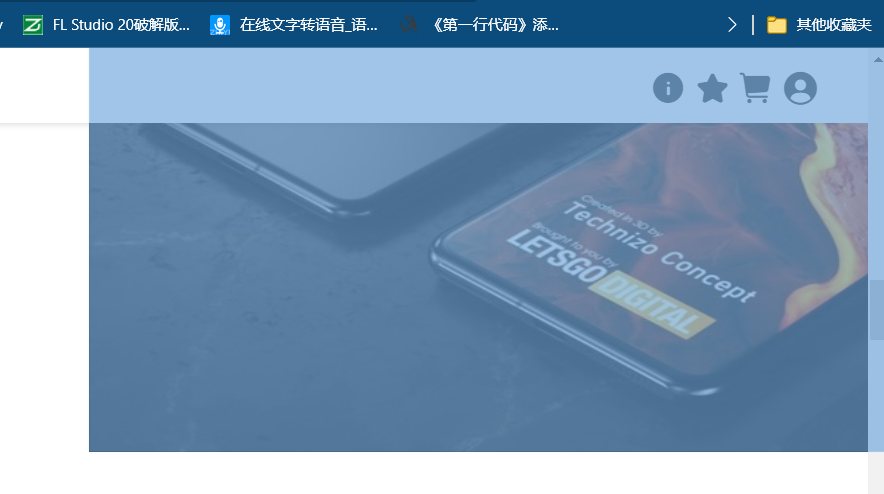 y
FL Studio 20破解版...
在线文字转语音_语...
《第一行代码》添...
其他收藏夹
Created in 3D by
Technizo Concept
Brought to you by
LETSGO DIGITAL